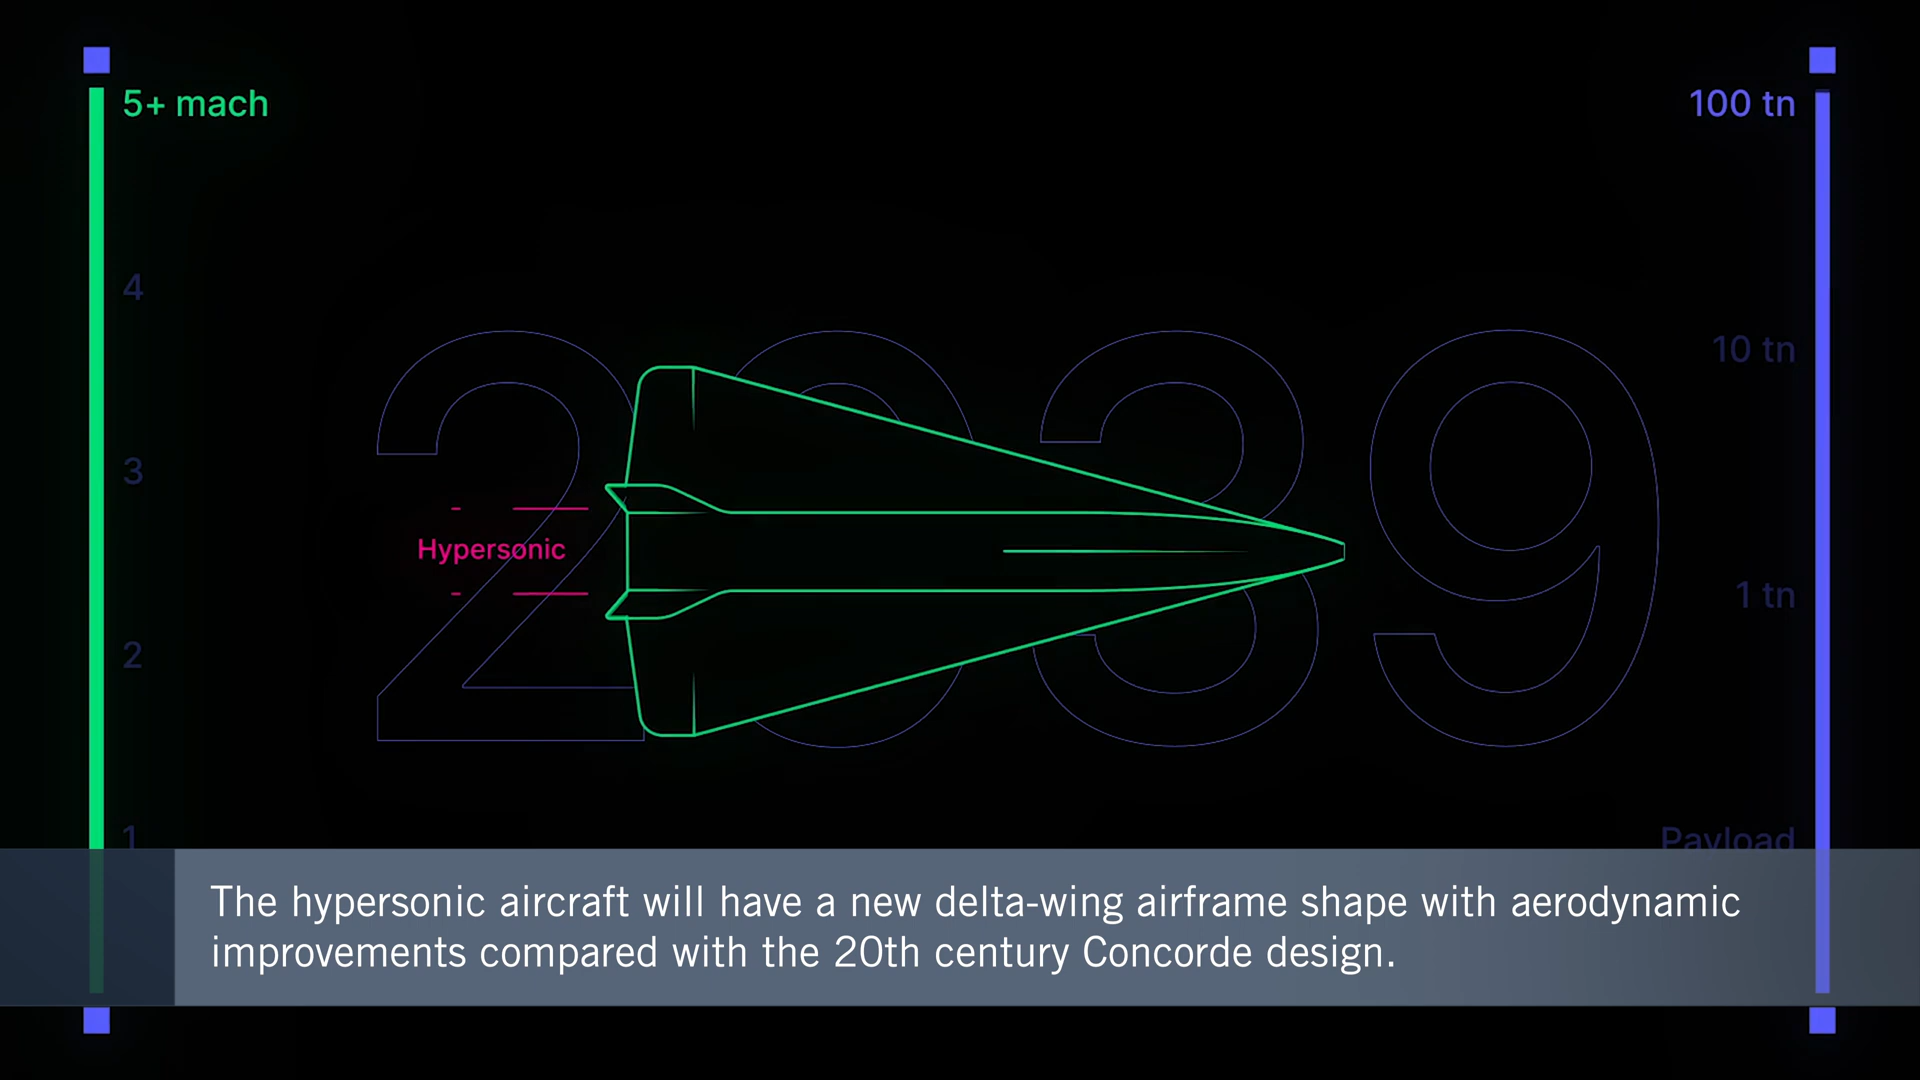 5+ mach
100 tn
4
10 tn
3
2039
Hypersonic
1 tn
2
1
Payload
The hypersonic aircraft will have a new delta-wing airframe shape with aerodynamic
improvements compared with the 20th century Concorde design.